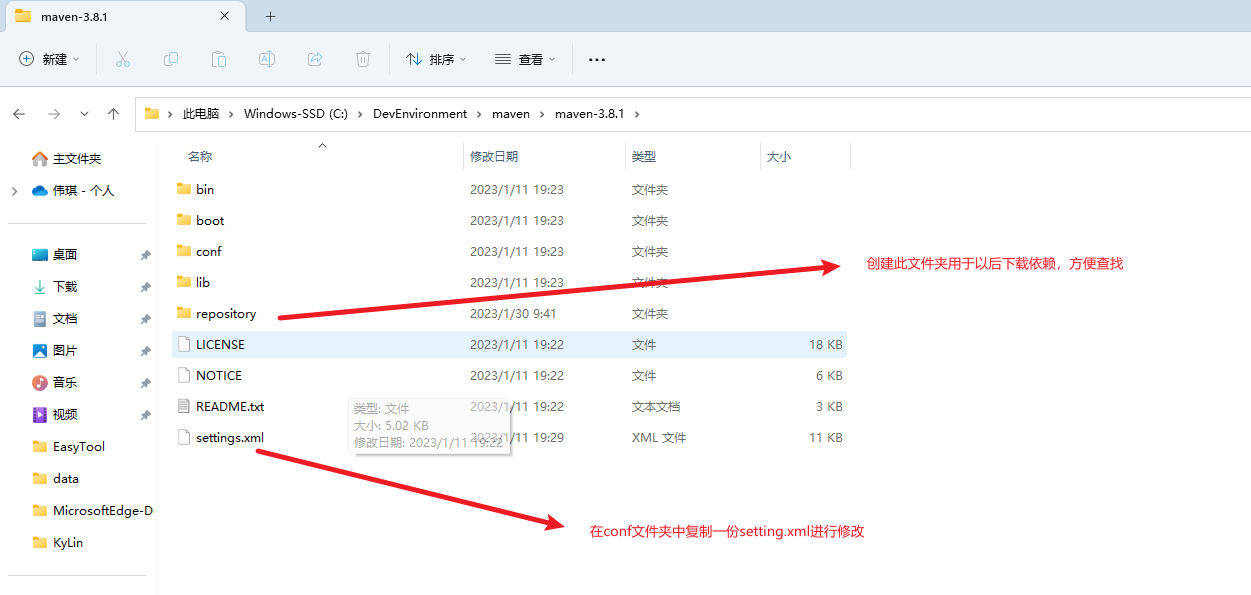 maven-3.8.1
新建
排序
查看
此电脑 > Windows-SSD (C:) > DevEnvironment > maven > maven-3.8.1 >
主文件夹
伟琪 - 个人
桌面
下载
文档
图片
音乐
视频
EasyTool
data
MicrosoftEdge-D
KyLin
名称 修改日期 类型 大小
bin 2023/1/11 19:23 文件夹
boot 2023/1/11 19:23 文件夹
conf 2023/1/11 19:23 文件夹
lib 2023/1/11 19:23 文件夹
repository 2023/1/30 9:41 文件夹
LICENSE 2023/1/11 19:22 文件 18 KB
NOTICE 2023/1/11 19:22 文件 6 KB
README.txt 2023/1/11 19:22 文本文档 3 KB
settings.xml 2023/1/11 19:29 XML 文件 11 KB
类型: 文件
大小: 5.02 KB
修改日期: 2023/1/11 19:22
创建此文件夹用于以后下载依赖，方便查找
在conf文件夹中复制一份setting.xml进行修改